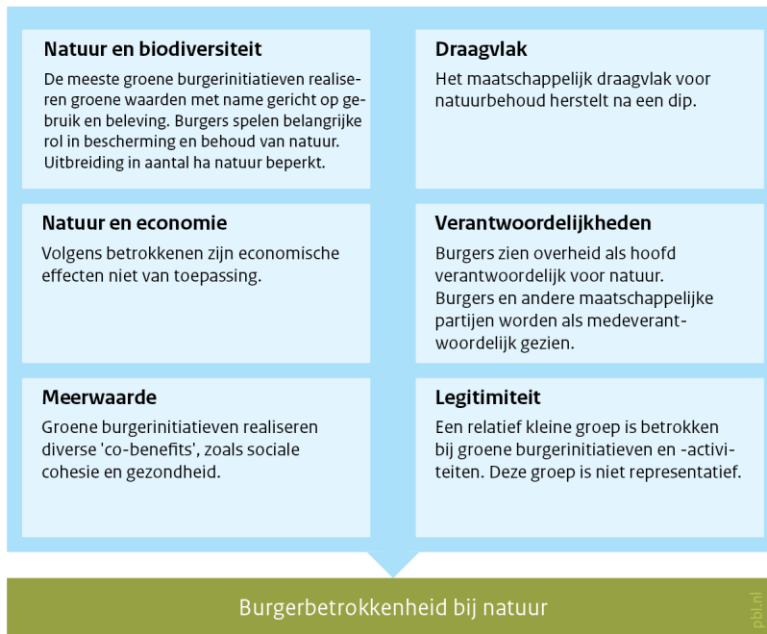 Natuur en biodiversiteit
De meeste groene burgerinitiatieven realise-
ren groene waarden met name gericht op ge-
bruik en beleving. Burgers spelen belangrijke
rol in bescherming en behoud van natuur.
Uitbreiding in aantal ha natuur beperkt.
Draagvlak
Het maatschappelijk draagvlak voor
natuurbehoud herstelt na een dip.
Natuur en economie
Volgens betrokkenen zijn economische
effecten niet van toepassing.
Verantwoordelijkheden
Burgers zien overheid als hoofd
verantwoordelijk voor natuur.
Burgers en andere maatschappelijke
partijen worden als medeverant-
woordelijk gezien.
Meerwaarde
Groene burgerinitiatieven realiseren
diverse 'co-benefits', zoals sociale
cohesie en gezondheid.
Legitimiteit
Een relatief kleine groep is betrokken
bij groene burgerinitiatieven en -activi-
teiten. Deze groep is niet representatief.
Burgerbetrokkenheid bij natuur
pbl.nl